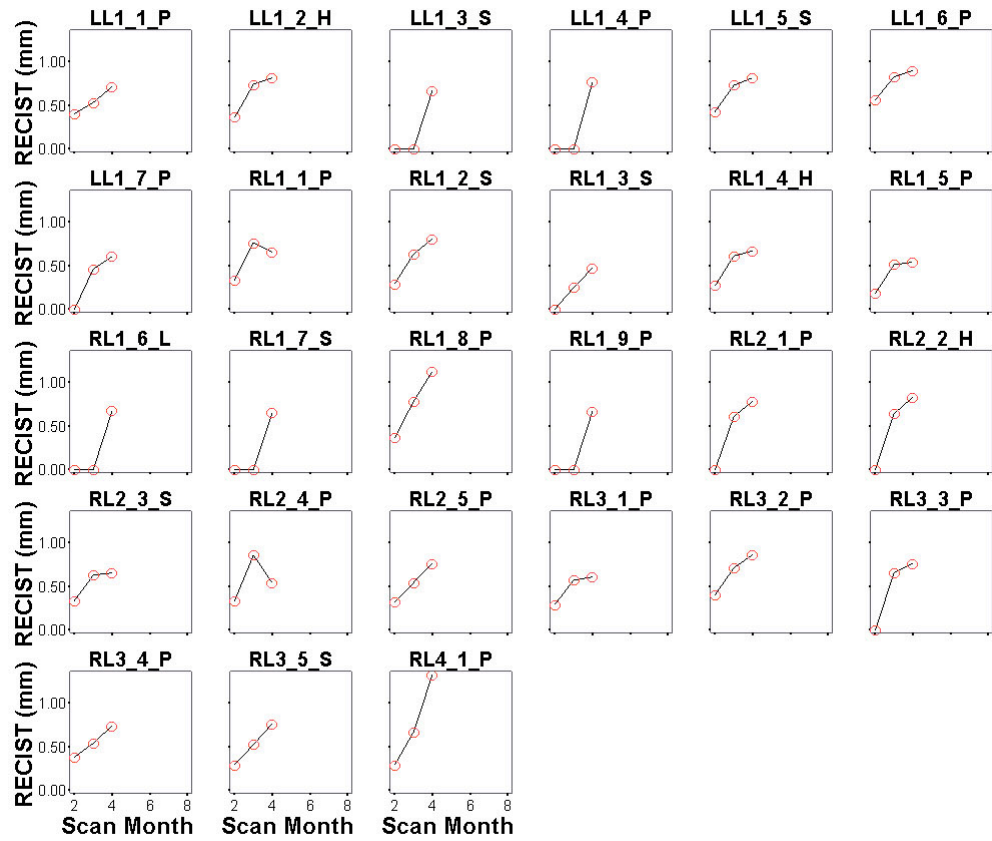 LL1_1_P LL1_2_H LL1_3_S LL1_4_P LL1_5_S LL1_6_P
RECIST (mm)
1.00
0.50
0.00
LL1_7_P RL1_1_P RL1_2_S RL1_3_S RL1_4_H RL1_5_P
RECIST (mm)
1.00
0.50
0.00
RL1_6_L RL1_7_S RL1_8_P RL1_9_P RL2_1_P RL2_2_H
RECIST (mm)
1.00
0.50
0.00
RL2_3_S RL2_4_P RL2_5_P RL3_1_P RL3_2_P RL3_3_P
RECIST (mm)
1.00
0.50
0.00
RL3_4_P RL3_5_S RL4_1_P
RECIST (mm)
1.00
0.50
0.00
2 4 6 8 2 4 6 8 2 4 6 8
Scan Month Scan Month Scan Month